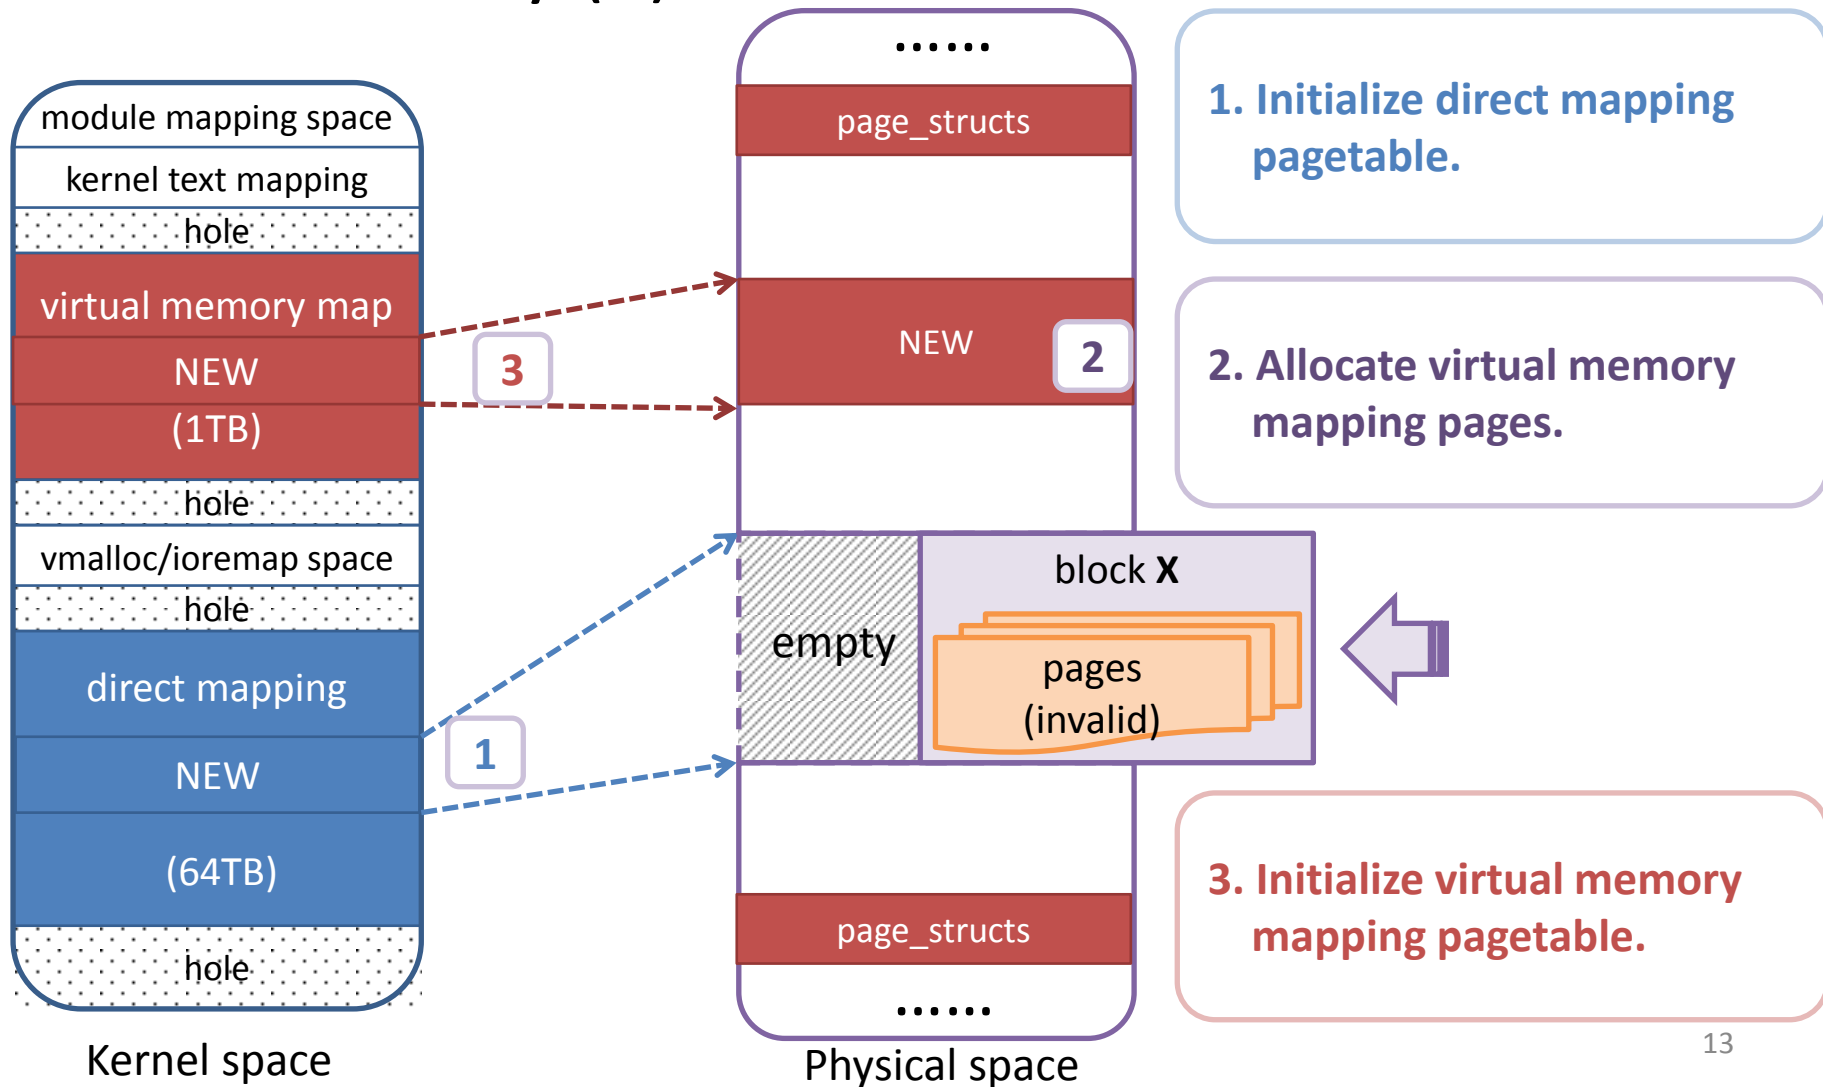 module mapping space
kernel text mapping
hole
virtual memory map
NEW
(1TB)
hole
vmalloc/ioremap space
hole
direct mapping
NEW
(64TB)
hole
Kernel space
3
1
......
page_structs
NEW
2
empty
block X
pages
(invalid)
page_structs
......
Physical space
1. Initialize direct mapping
pagetable.
2. Allocate virtual memory
mapping pages.
3. Initialize virtual memory
mapping pagetable.
13